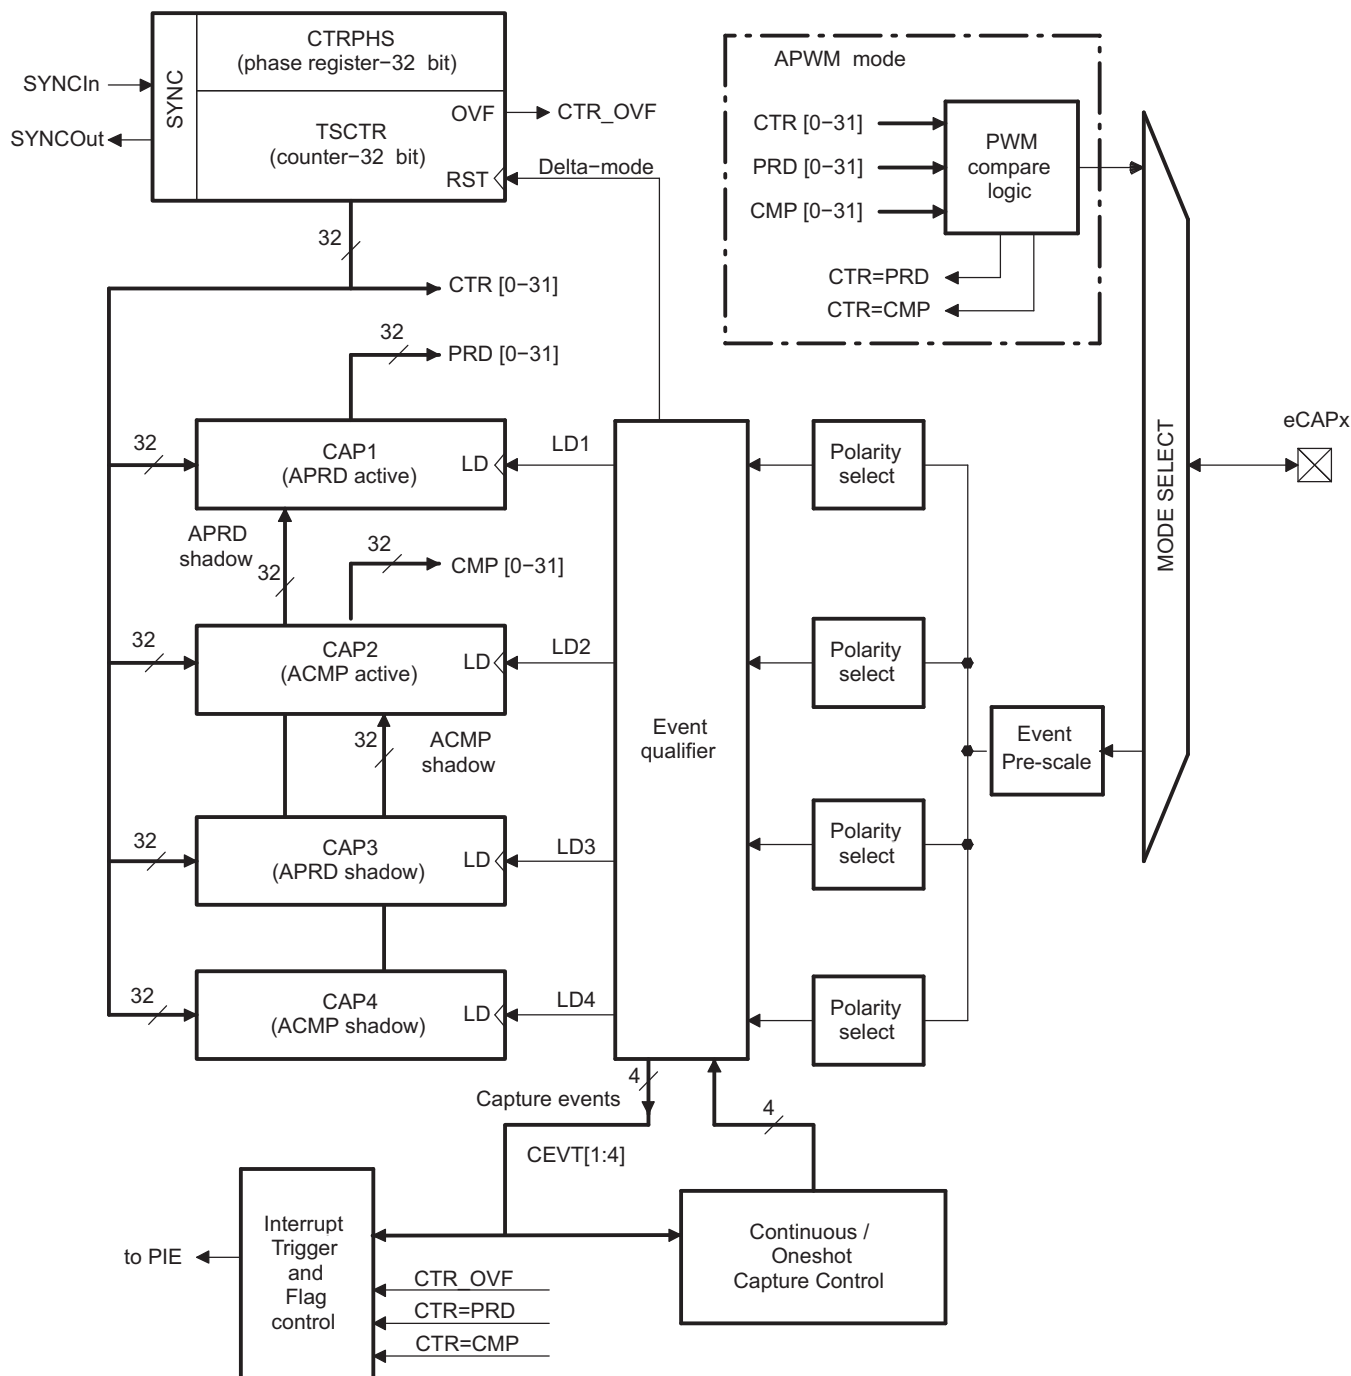 CTRPHS
(phase register−32 bit)
SYNCIn
SYNC
SYNCOut
OVF
CTR_OVF
TSCTR
(counter−32 bit)
RST
Delta−mode
32
CTR [0−31]
32
PRD [0−31]
APWM mode
CTR [0−31]
PRD [0−31]
CMP [0−31]
PWM
compare
logic
CTR=PRD
CTR=CMP
MODE SELECT
eCAPx
32
CAP1
(APRD active)
LD
LD1
Polarity
select
APRD
shadow
32
32
CMP [0−31]
32
CAP2
(ACMP active)
LD
LD2
Polarity
select
32
ACMP
shadow
Event
qualifier
Event
Pre-scale
32
CAP3
(APRD shadow)
LD
LD3
Polarity
select
32
CAP4
(ACMP shadow)
LD
LD4
Polarity
select
4
Capture events
4
CEVT[1:4]
to PIE
Interrupt
Trigger
and
Flag
control
CTR_OVF
CTR=PRD
CTR=CMP
Continuous /
Oneshot
Capture Control